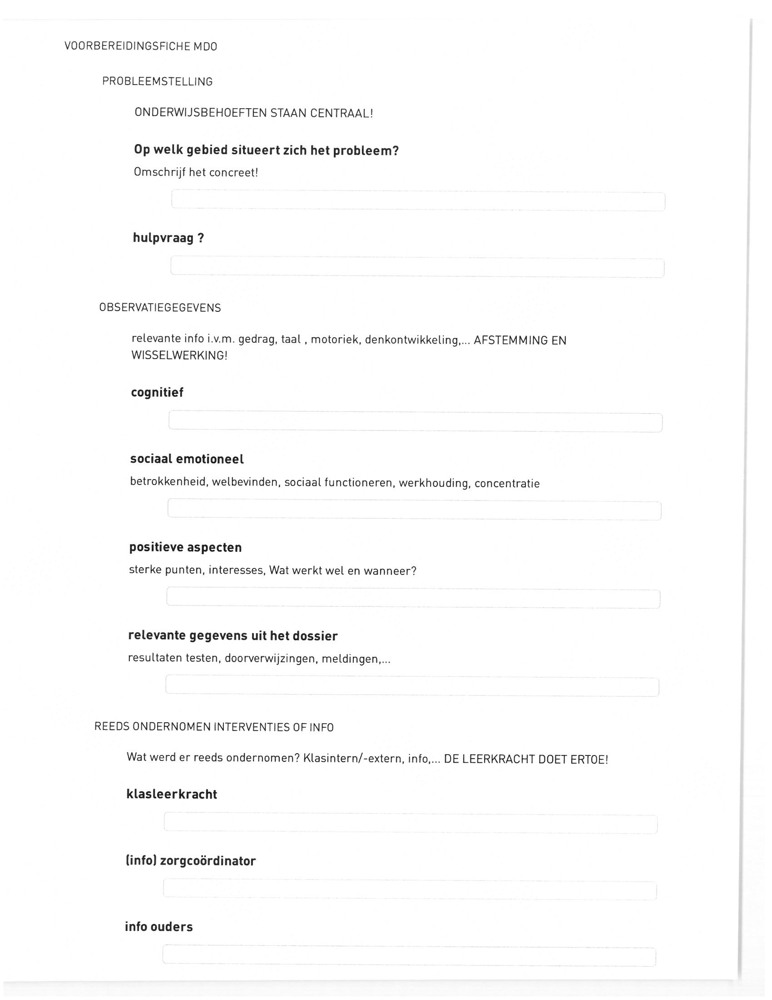 VOORBEREIDINGSFICHE MDO
PROBLEEMSTELLING
ONDERWIJSBEHOEFTEN STAAN CENTRAAL!
Op welk gebied situeert zich het probleem?
Omschrijf het concreet!
hulpvraag ?
OBSERVATIEGEGEVENS
relevante info i.v.m. gedrag, taal , motoriek, denkontwikkeling,... AFSTEMMING EN
WISSELWERKING!
cognitief
sociaal emotioneel
betrokkenheid, welbevinden, sociaal functioneren, werkhouding, concentratie
positieve aspecten
sterke punten, interesses, Wat werkt wel en wanneer?
relevante gegevens uit het dossier
resultaten testen, doorverwijzingen, meldingen,...
REEDS ONDERNOMEN INTERVENTIES OF INFO
Wat werd er reeds ondernomen? Klasintern/-extern, info,... DE LEERKRACHT DOET ERTOE!
klasleerkracht
(info) zorgcoördinator
info ouders